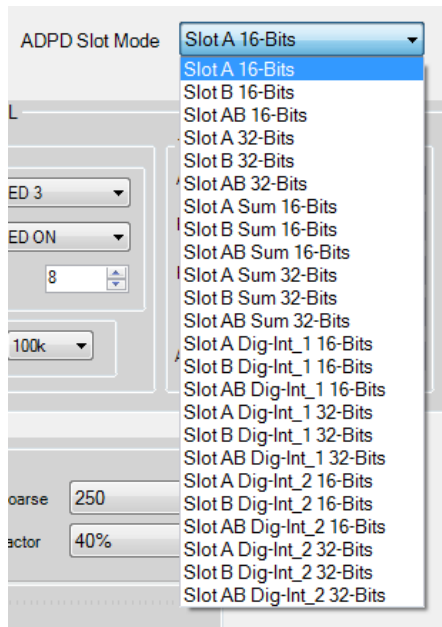 ADPD Slot Mode
Slot A 16-Bits
Slot A 16-Bits
Slot B 16-Bits
Slot AB 16-Bits
Slot A 32-Bits
Slot B 32-Bits
Slot AB 32-Bits
Slot A Sum 16-Bits
Slot B Sum 16-Bits
Slot AB Sum 16-Bits
Slot A Sum 32-Bits
Slot B Sum 32-Bits
Slot AB Sum 32-Bits
Slot A Dig-Int_1 16-Bits
Slot B Dig-Int_1 16-Bits
Slot AB Dig-Int_1 16-Bits
Slot A Dig-Int_1 32-Bits
Slot B Dig-Int_1 32-Bits
Slot AB Dig-Int_1 32-Bits
Slot A Dig-Int_2 16-Bits
Slot B Dig-Int_2 16-Bits
Slot AB Dig-Int_2 16-Bits
Slot A Dig-Int_2 32-Bits
Slot B Dig-Int_2 32-Bits
Slot AB Dig-Int_2 32-Bits
L
ED 3
ED ON
8
100k
oarse
250
actor
40%